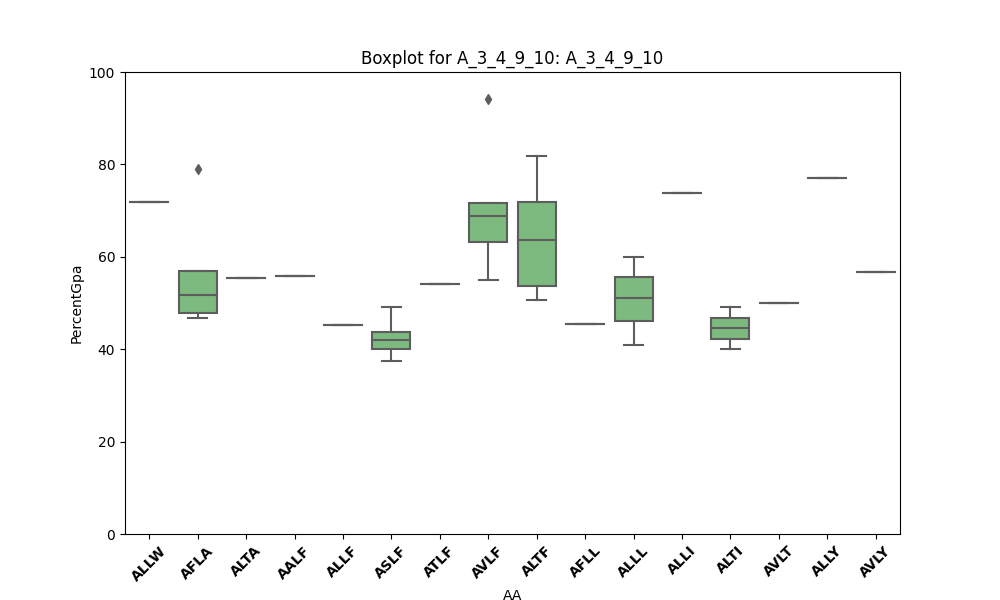 Boxplot for A_3_4_9_10: A_3_4_9_10
100
80
60
40
20
0
PercentGpa
ALLW AFLA ALTA AALF ALLF ASLF ATLF AVLF ALTF AFLL ALLL ALLI ALTI AVLT ALLY AVLY
AA